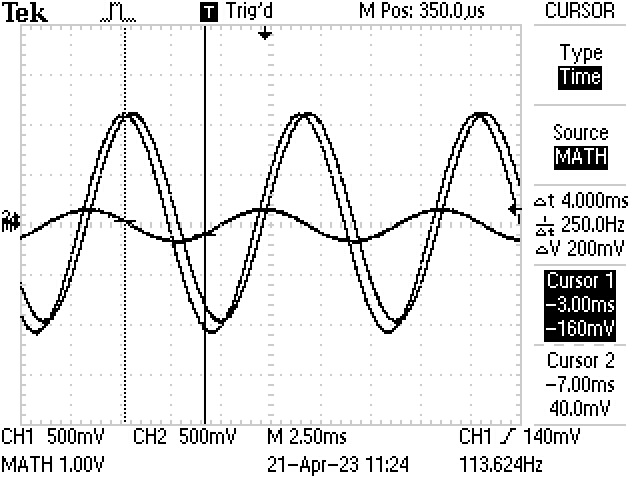 Tek T Trig'd M Pos: 350.0µs CURSOR
Type
Time
Source
MATH
Δt 4.000ms
1/Δt 250.0Hz
ΔV 200mV
Cursor 1
-3.00ms
-160mV
Cursor 2
-7.00ms
40.0mV
CH1 500mV CH2 500mV M 2.50ms CH1 140mV
MATH 1.00V 21-Apr-23 11:24 113.624Hz